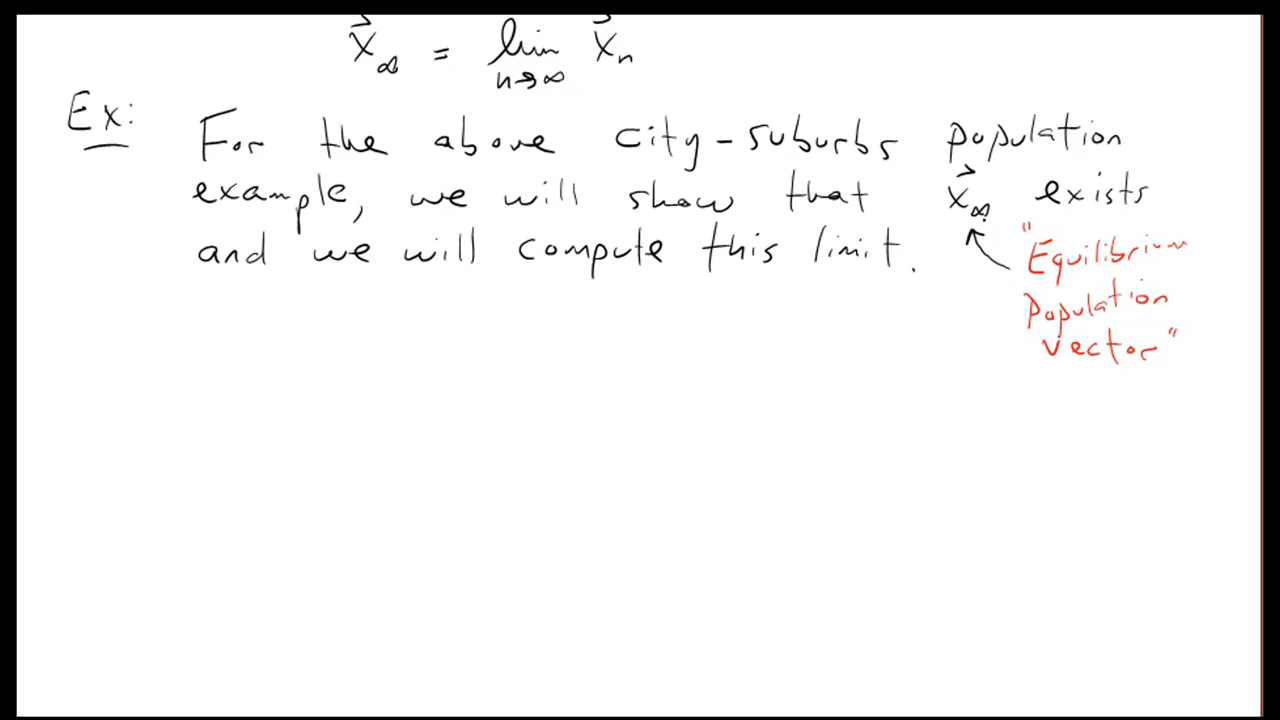 x⃗_∞ = lim_{n→∞} x⃗_n
Ex: For the above city-suburbs population
example, we will show that x⃗_∞ exists
and we will compute this limit.
"Equilibrium
Population
Vector"